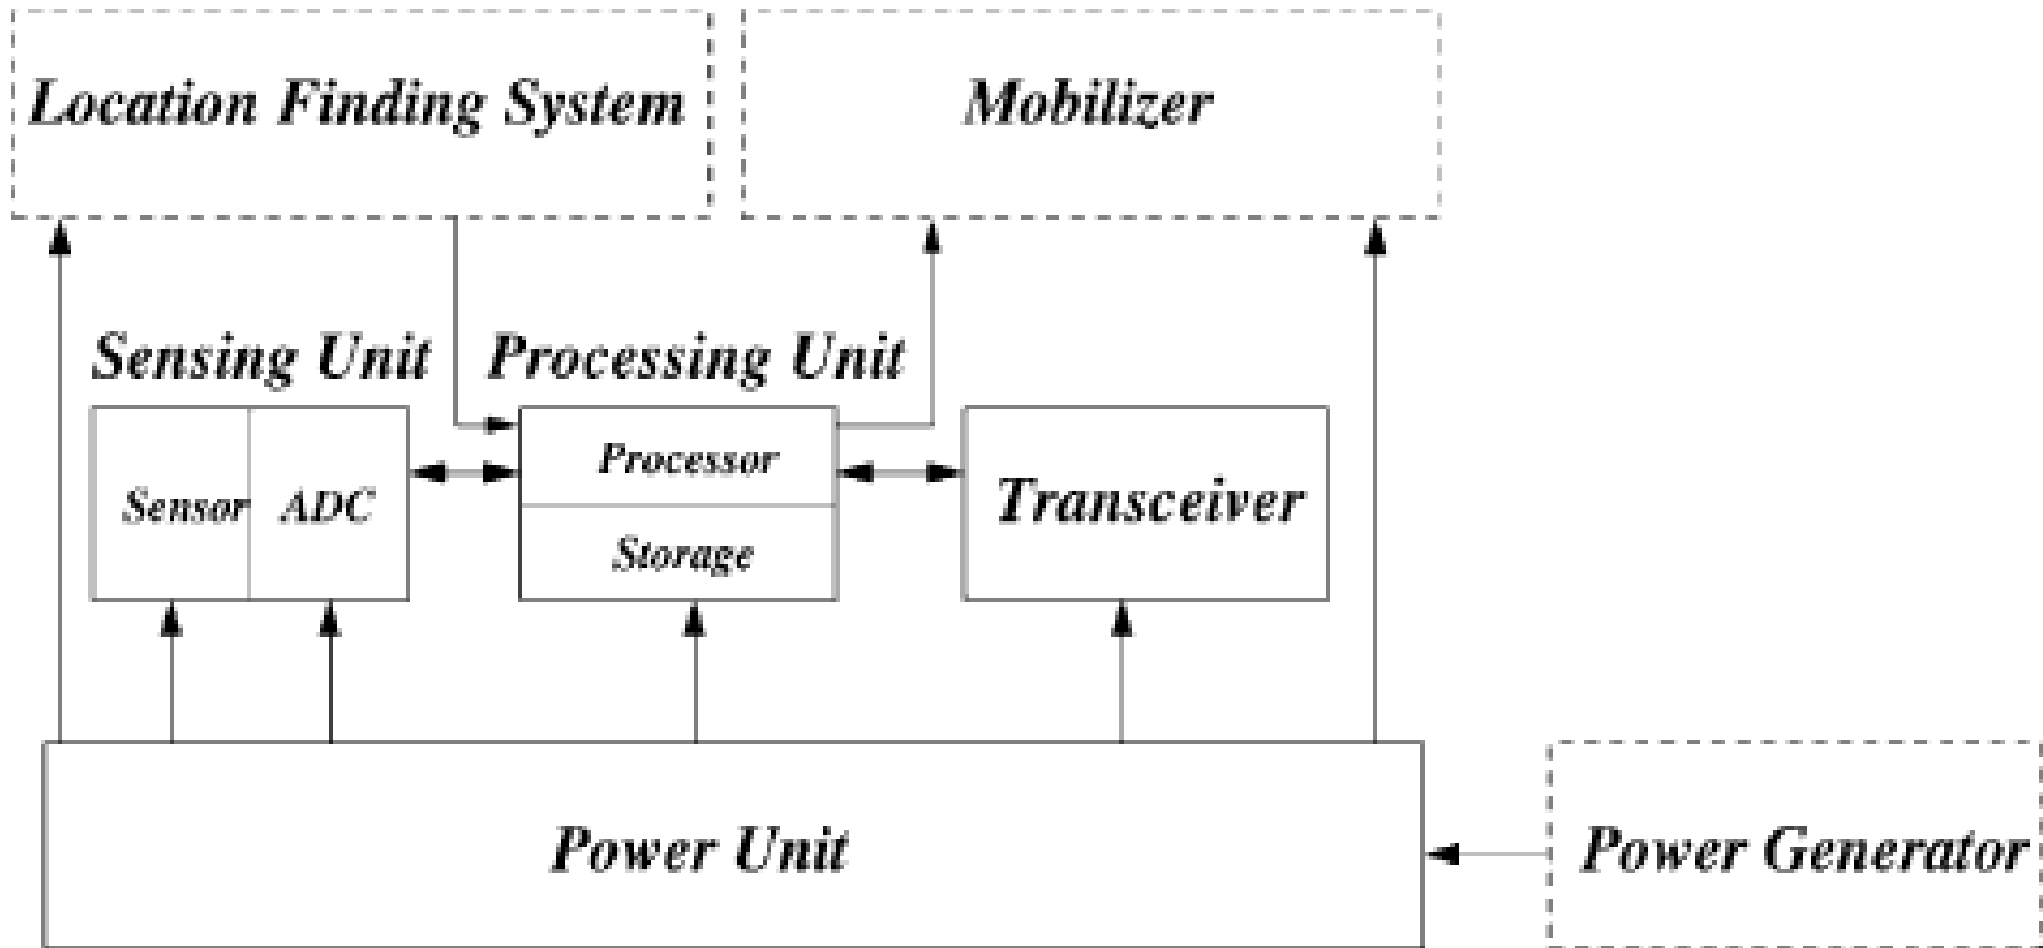 Location Finding System
Mobilizer
Sensing Unit
Processing Unit
Sensor
ADC
Processor
Storage
Transceiver
Power Unit
Power Generator